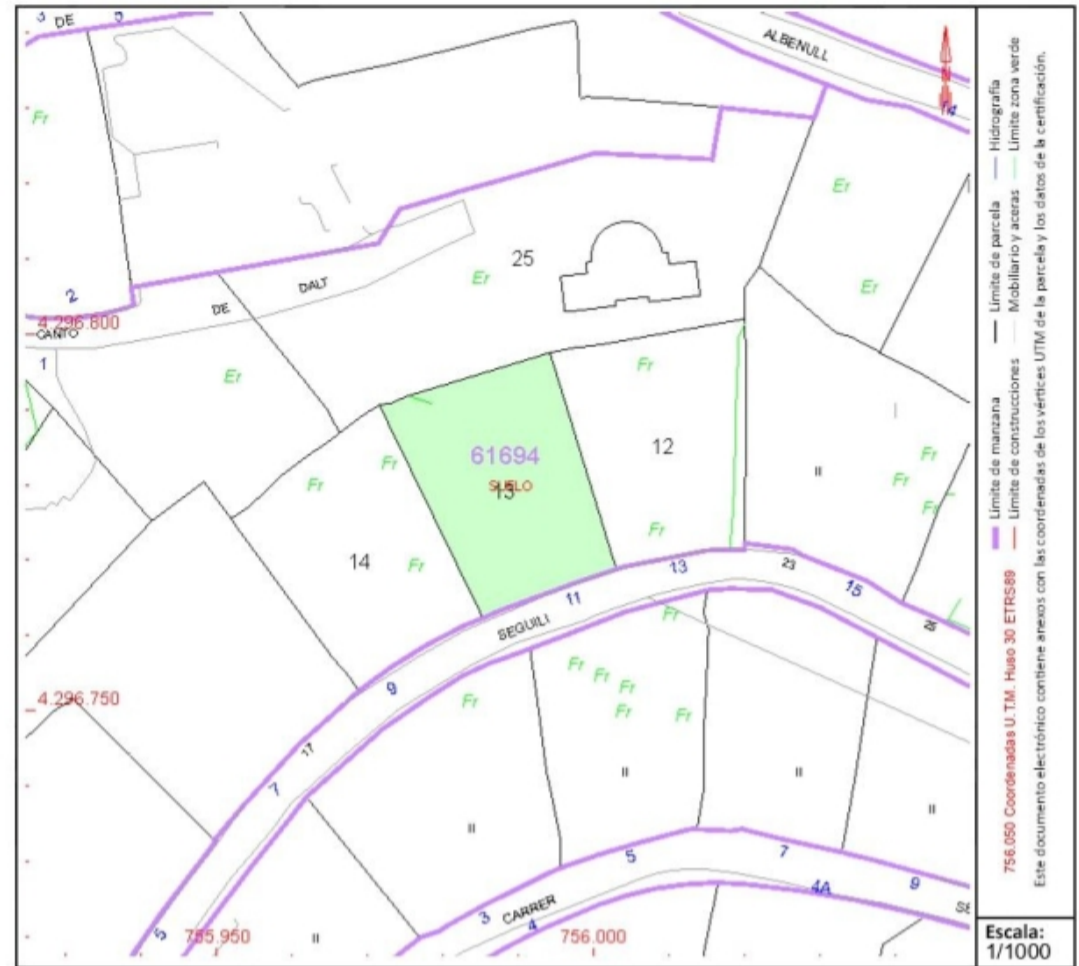 3
DE
5
ALBENULL
14
Fr
Er
25
Er
DALT
DE
Er
2
4.296.800
CANTO
1
Er
Fr
12
61694
SUELO
13
Fr
Fr
II
Fr
Fr
Fr
14
Fr
Fr
13
23
15
11
SEGUILI
Fr
9
4.296.750
Fr
Fr
Fr
Fr
Fr
Fr
17
7
II
II
II
II
5
7
9
4A
3
CARRER
4
5
755.950
II
756.000
Límite de manzana
Límite de parcela
Hidrografía
756.050 Coordenadas U.T.M. Huso 30 ETRS89
Límite de construcciones
Mobiliario y aceras
Límite zona verde
Este documento electrónico contiene anexos con las coordenadas de los vértices UTM de la parcela y los datos de la certificación.
Escala:
1/1000